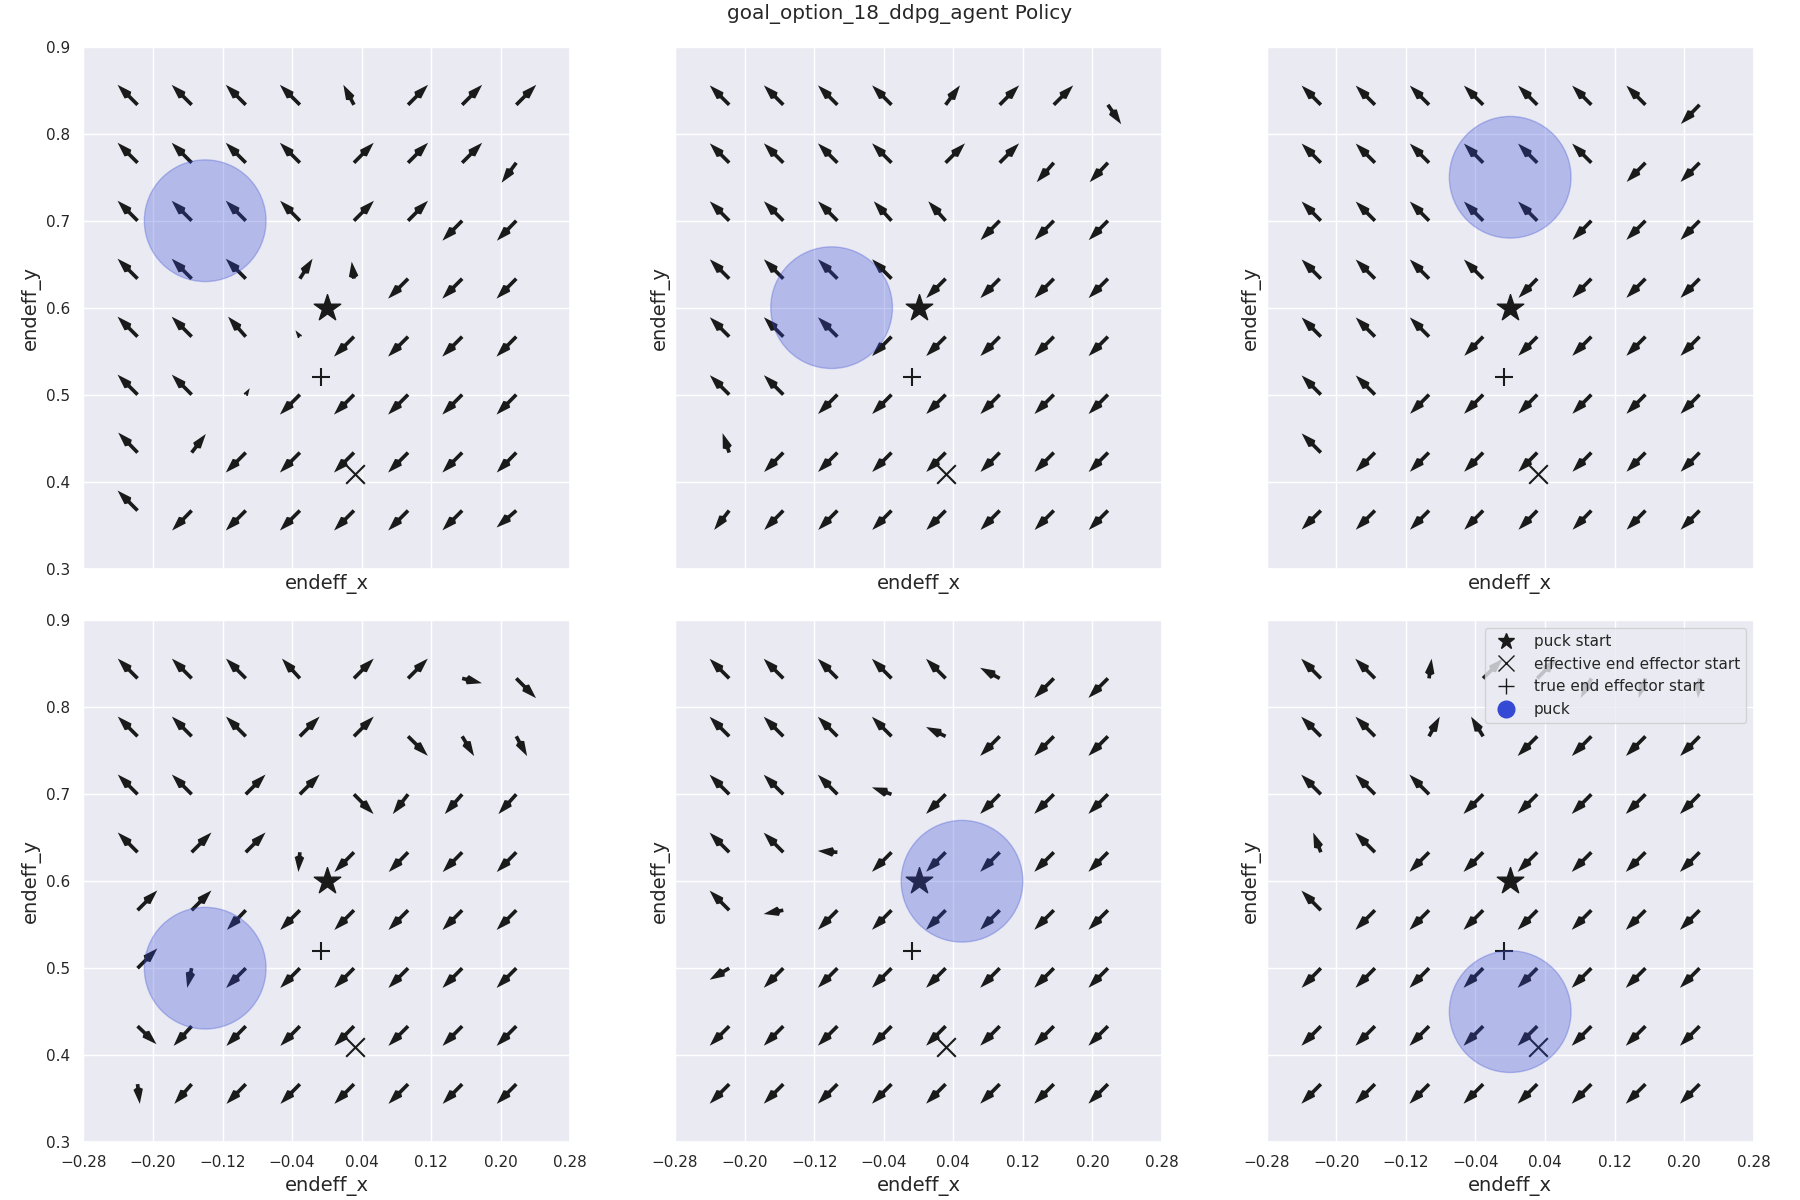 goal_option_18_ddpg_agent Policy
0.9
0.8
0.7
0.6
0.5
0.4
0.3
endeff_y
endeff_x
endeff_y
endeff_x
endeff_y
endeff_x
0.9
0.8
0.7
0.6
0.5
0.4
0.3
endeff_y
−0.28 −0.20 −0.12 −0.04 0.04 0.12 0.20 0.28
endeff_x
endeff_y
−0.28 −0.20 −0.12 −0.04 0.04 0.12 0.20 0.28
endeff_x
puck start
effective end effector start
true end effector start
puck
endeff_y
−0.28 −0.20 −0.12 −0.04 0.04 0.12 0.20 0.28
endeff_x